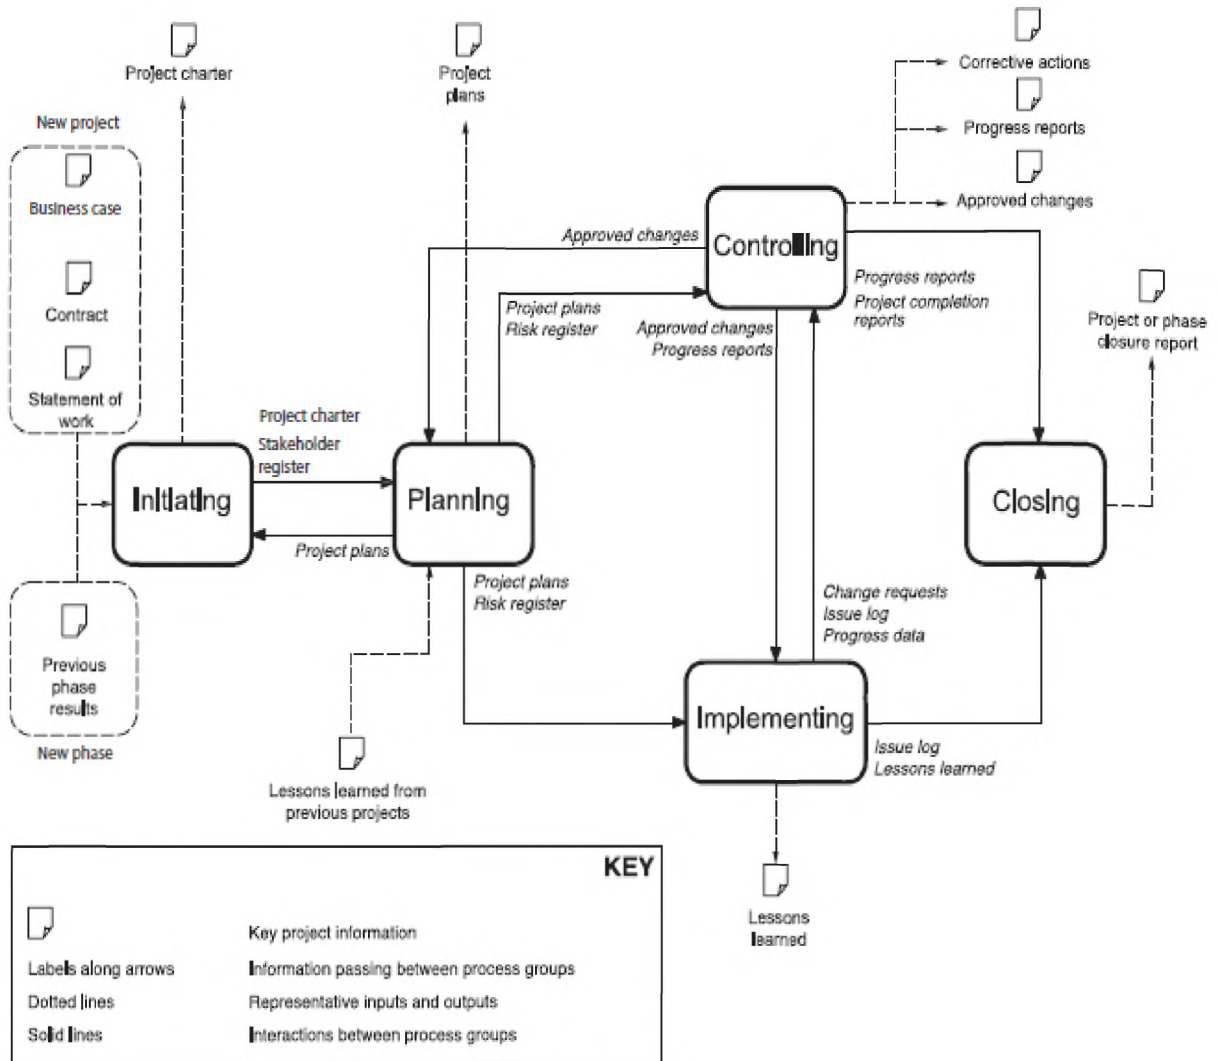 Project charter
Project
plans
Corrective actions
Progress reports
Approved changes
New project
Business case
Contract
Statement of
work
Approved changes
Controlling
Project plans
Risk register
Approved changes
Progress reports
Progress reports
Project completion
reports
Project or phase
closure report
Project charter
Stakeholder
register
Initiating
Planning
Closing
Project plans
Project plans
Risk register
Change requests
Issue log
Progress data
Previous
phase
results
New phase
Implementing
Issue log
Lessons learned
Lessons learned from
previous projects
Lessons
learned
KEY
Key project information
Labels along arrows Information passing between process groups
Dotted lines Representative inputs and outputs
Solid lines Interactions between process groups